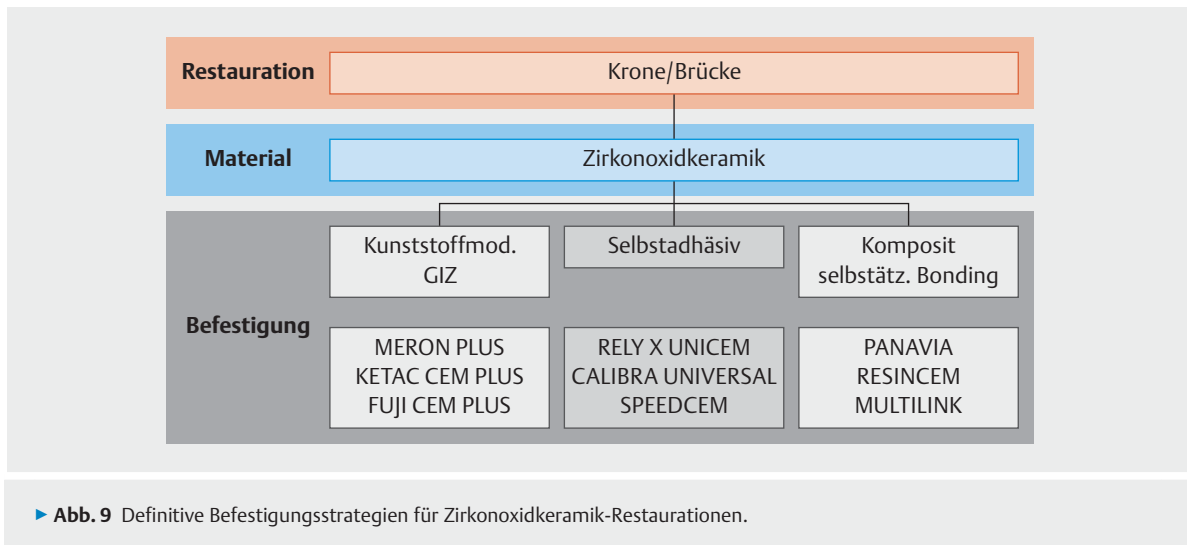 Restauration
Krone/Brücke
Material
Zirkonoxidkeramik
Befestigung
Kunststoffmod.
GIZ
Selbstadhäsiv
Komposit
selbstätz. Bonding
MERON PLUS
KETAC CEM PLUS
FUJI CEM PLUS
RELY X UNICEM
CALIBRA UNIVERSAL
SPEEDCEM
PANAVIA
RESINCEM
MULTILINK
▶ Abb. 9 Definitive Befestigungsstrategien für Zirkonoxidkeramik-Restaurationen.